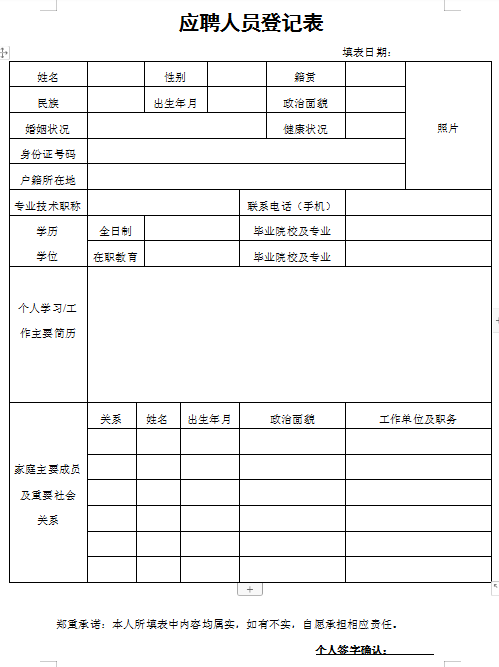 应聘人员登记表
填表日期：
姓名 性别 籍贯
民族 出生年月 政治面貌
照片
婚姻状况 健康状况
身份证号码
户籍所在地
专业技术职称 联系电话（手机）
学历 全日制 毕业院校及专业
学位 在职教育 毕业院校及专业
个人学习/工
作主要简历
关系 姓名 出生年月 政治面貌 工作单位及职务
家庭主要成员
及重要社会
关系
郑重承诺：本人所填表中内容均属实，如有不实，自愿承担相应责任。
个人签字确认：